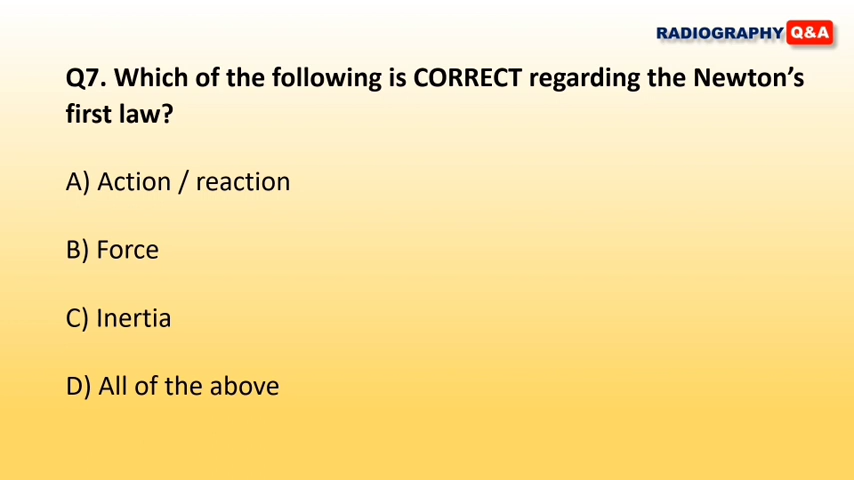 RADIOGRAPHY Q&A
Q7. Which of the following is CORRECT regarding the Newton’s
first law?
A) Action / reaction
B) Force
C) Inertia
D) All of the above